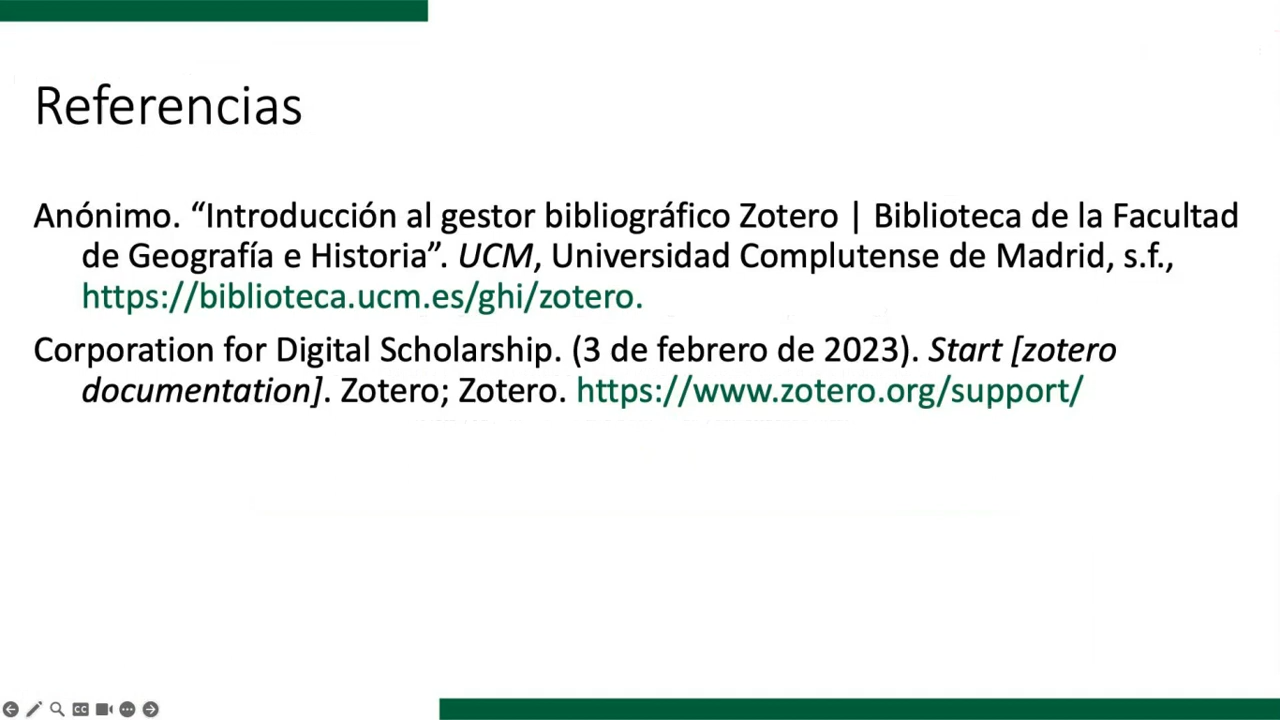 Referencias
Anónimo. “Introducción al gestor bibliográfico Zotero | Biblioteca de la Facultad
de Geografía e Historia”. UCM, Universidad Complutense de Madrid, s.f.,
https://biblioteca.ucm.es/ghi/zotero.
Corporation for Digital Scholarship. (3 de febrero de 2023). Start [zotero
documentation]. Zotero; Zotero. https://www.zotero.org/support/
CC